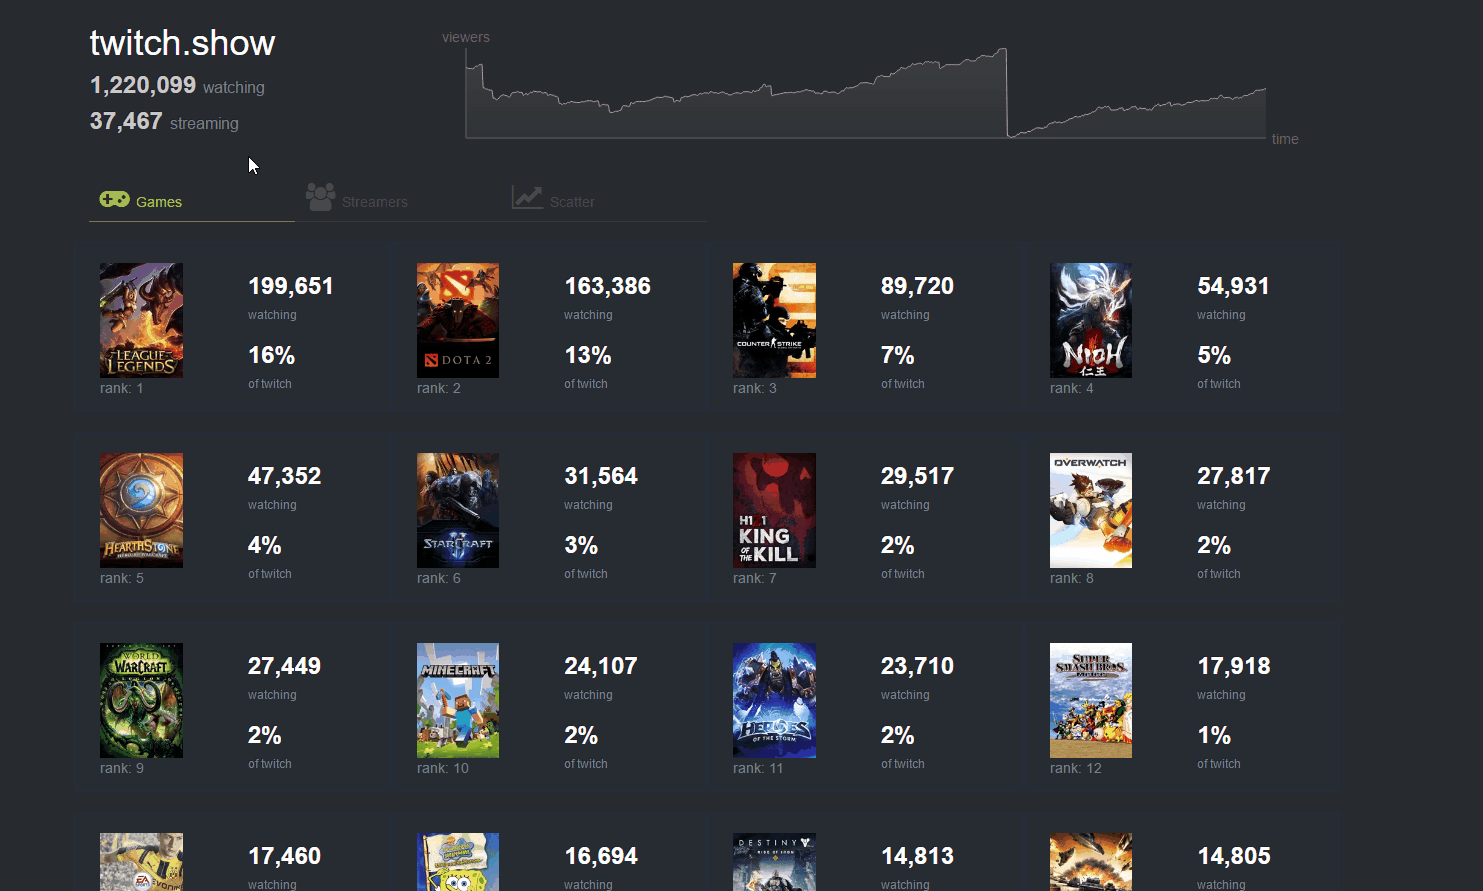 twitch.show
1,220,099 watching
37,467 streaming
viewers
time
Games
Streamers
Scatter
LEAGUE
LEGENDS
rank: 1
199,651
watching
16%
of twitch
DOTA 2
rank: 2
163,386
watching
13%
of twitch
COUNTER STRIKE
rank: 3
89,720
watching
7%
of twitch
NIOH
仁王
rank: 4
54,931
watching
5%
of twitch
HEARTHSTONE
rank: 5
47,352
watching
4%
of twitch
STARCRAFT
II
rank: 6
31,564
watching
3%
of twitch
H1Z1
KING
OF THE KILL
rank: 7
29,517
watching
2%
of twitch
OVERWATCH
rank: 8
27,817
watching
2%
of twitch
WORLD
WARCRAFT
LEGION
rank: 9
27,449
watching
2%
of twitch
MINECRAFT
rank: 10
24,107
watching
2%
of twitch
HEROES
OF THE STORM
rank: 11
23,710
watching
2%
of twitch
SUPER
SMASH BROS.
rank: 12
17,918
watching
1%
of twitch
EA
17,460
watching
16,694
watching
DESTINY
RISE OF IRON
14,813
watching
14,805
watching